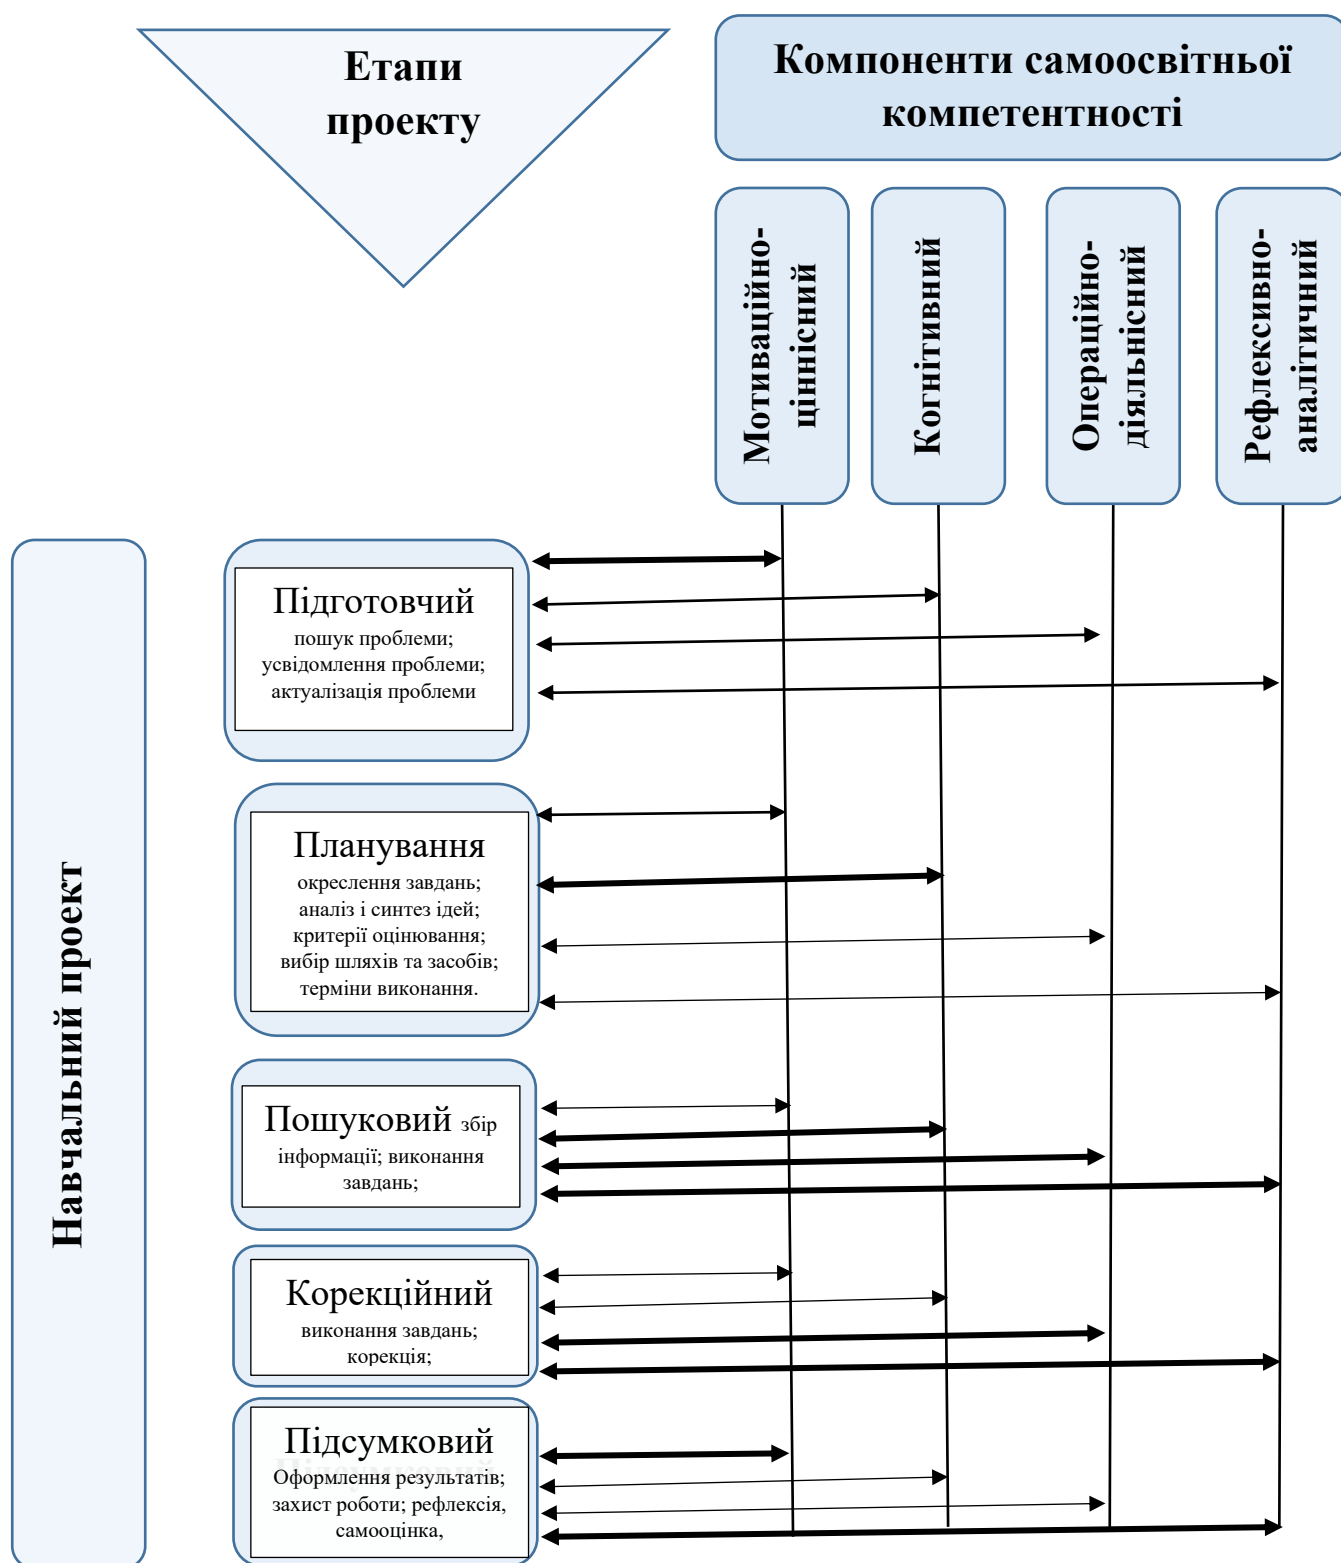 Етапи
проекту
Компоненти самоосвітньої
компетентності
Мотиваційно-
ціннісний
Когнітивний
Операційно-
діяльнісний
Рефлексивно-
аналітичний
Навчальний проект
Підготовчий
пошук проблеми;
усвідомлення проблеми;
актуалізація проблеми
Планування
окреслення завдань;
аналіз і синтез ідей;
критерії оцінювання;
вибір шляхів та засобів;
терміни виконання.
Пошуковий збір
інформації; виконання
завдань;
Корекційний
виконання завдань;
корекція;
Підсумковий
Оформлення результатів;
захист роботи; рефлексія,
самооцінка,